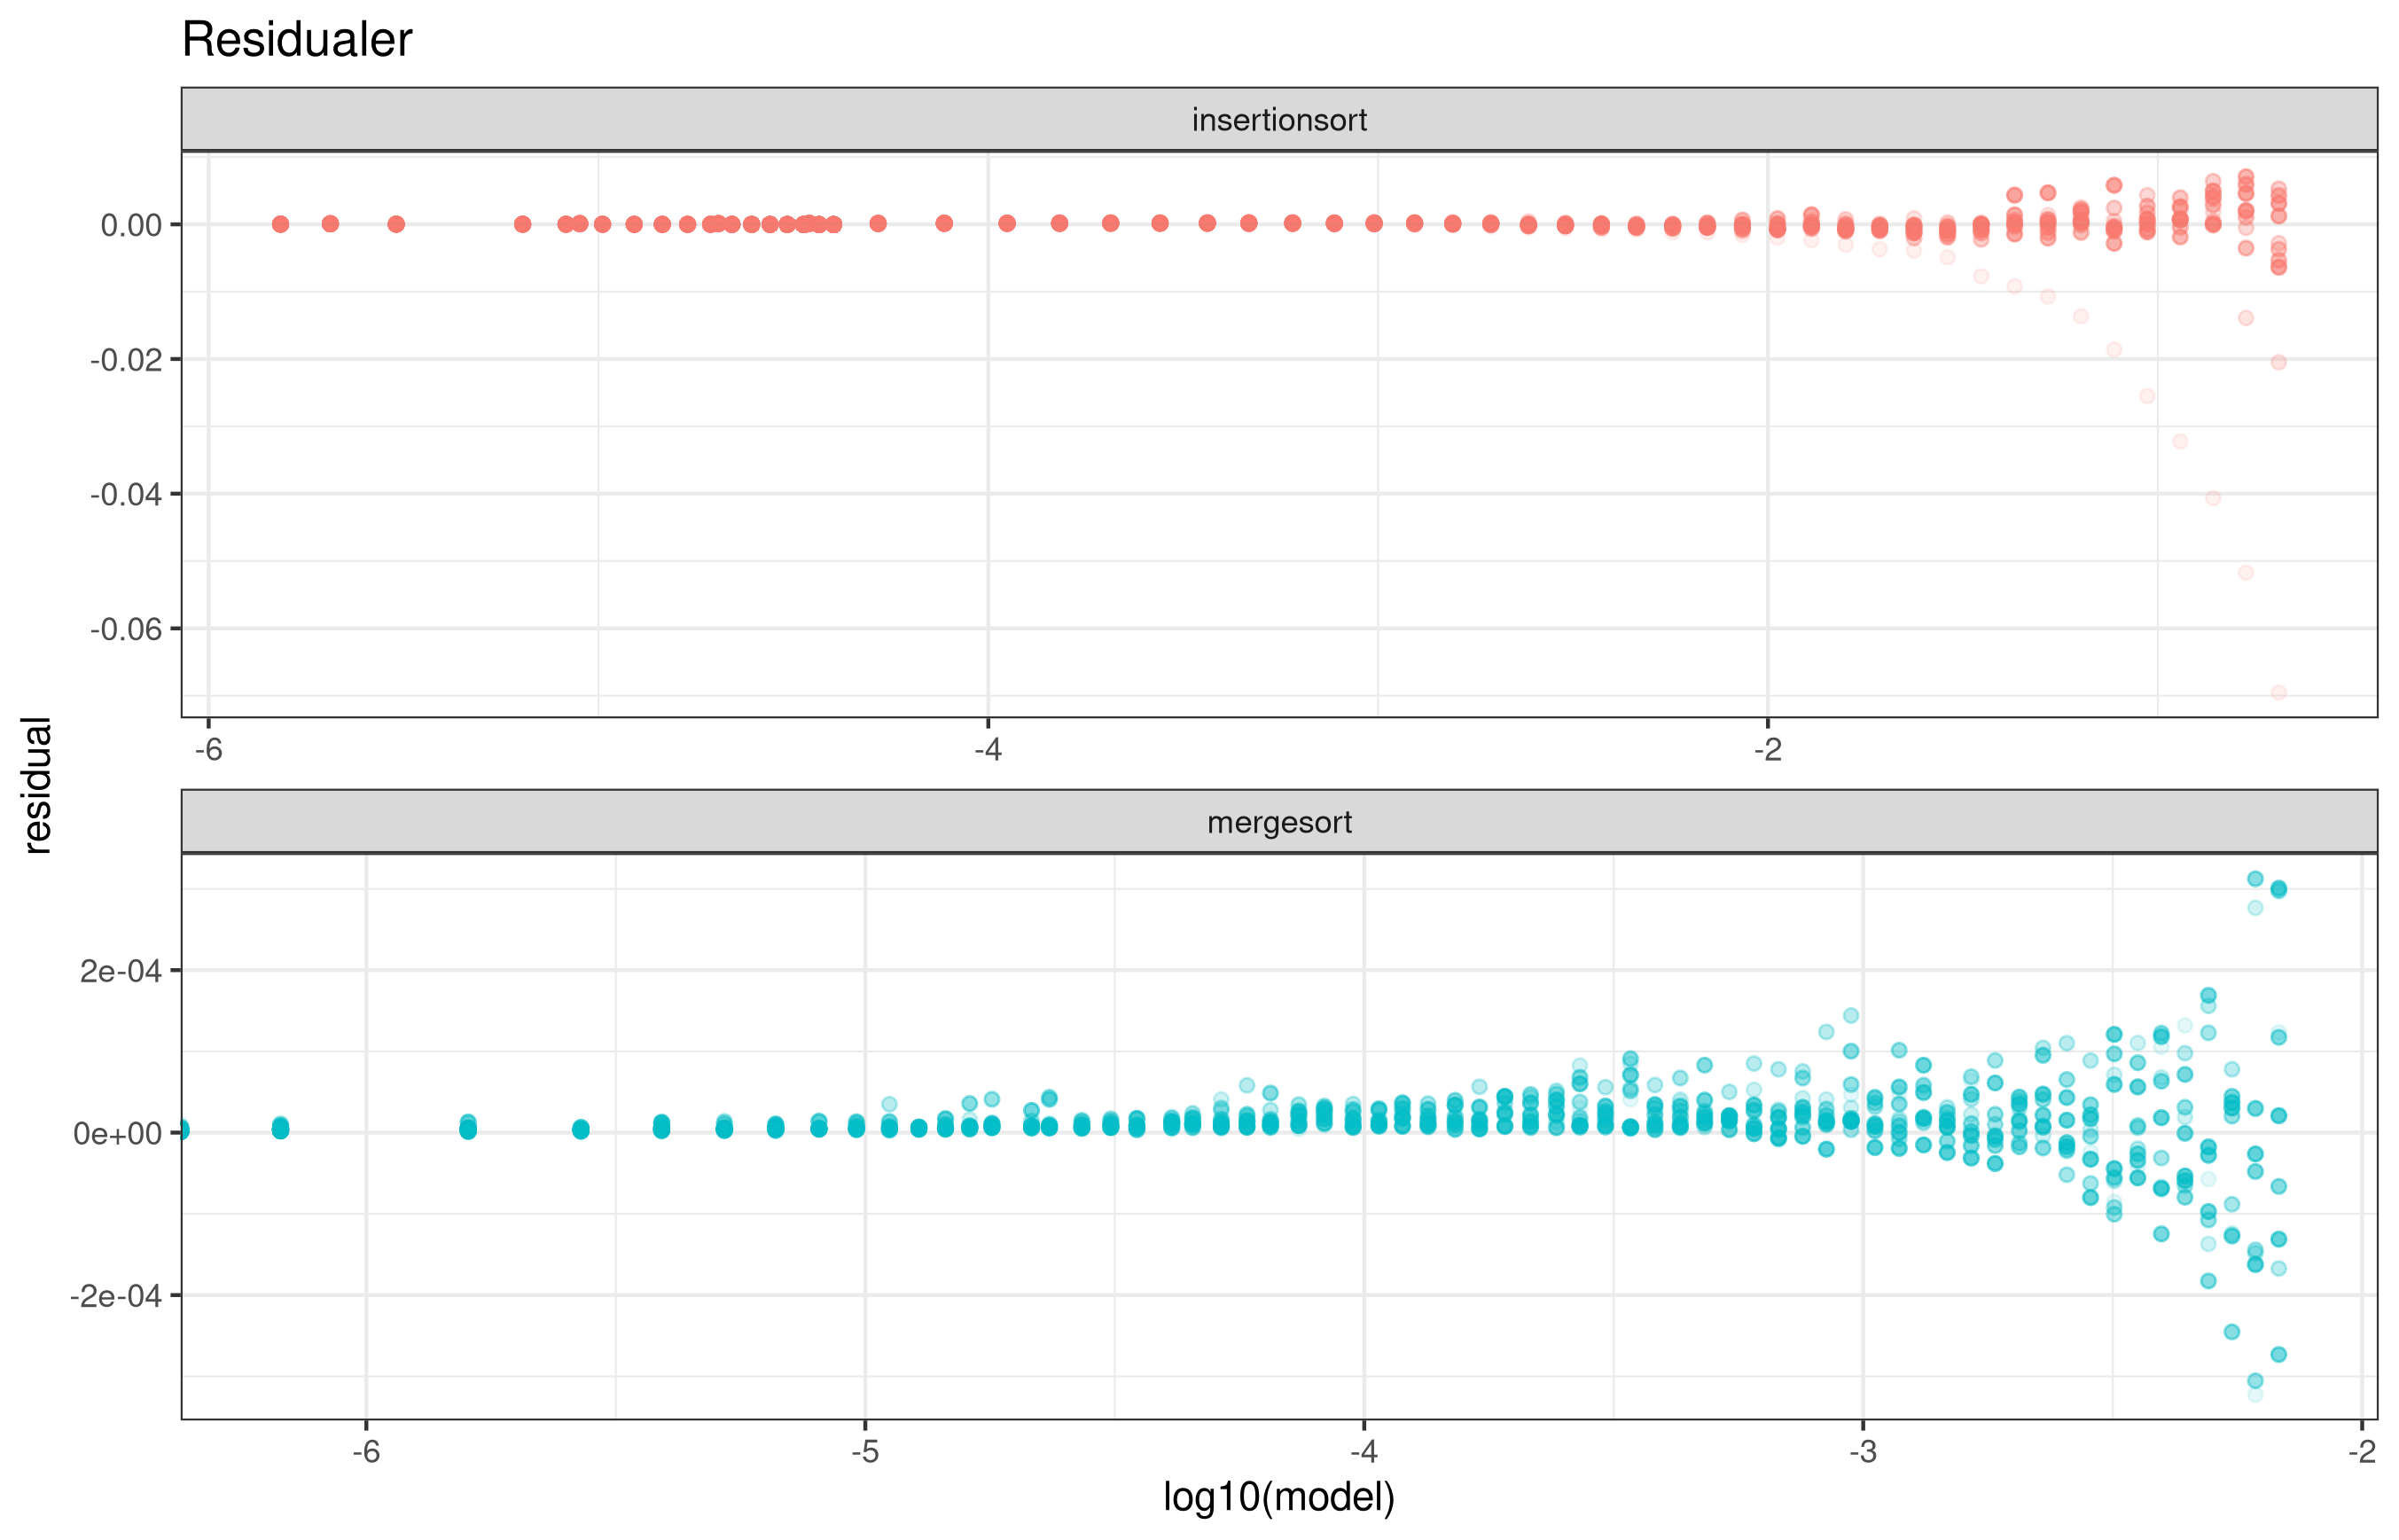 Residualer
insertionsort
0.00
-0.02
-0.04
-0.06
-6
-4
-2
residual
mergesort
2e-04
0e+00
-2e-04
-6
-5
-4
-3
-2
log10(model)